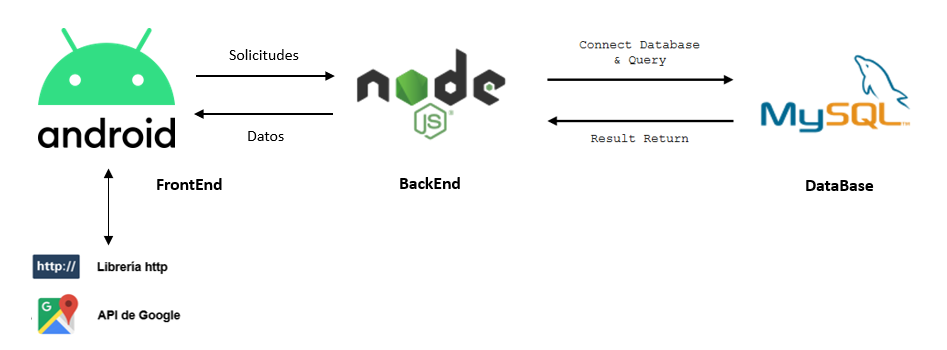 Solicitudes
Connect Database
& Query
android
node
JS
MySQL
Datos
Result Return
FrontEnd
BackEnd
DataBase
http://
Librería http
G
API de Google